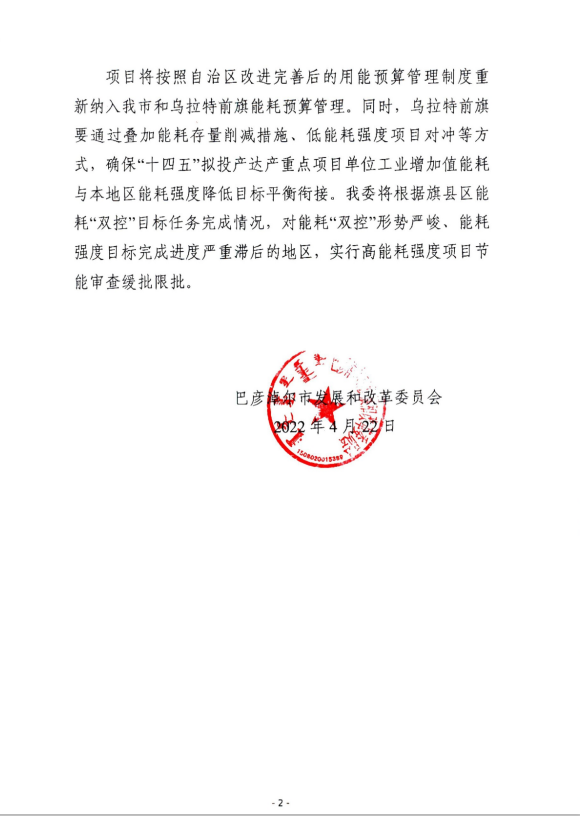 项目将按照自治区改进完善后的用能预算管理制度重
新纳入我市和乌拉特前旗能耗预算管理。同时，乌拉特前旗
要通过叠加能耗存量削减措施、低能耗强度项目对冲等方
式，确保“十四五”拟投产达产重点项目单位工业增加值能耗
与本地区能耗强度降低目标平衡衔接。我委将根据旗县区能
耗“双控”目标任务完成情况，对能耗“双控”形势严峻、能耗
强度目标完成进度严重滞后的地区，实行高能耗强度项目节
能审查缓批限批。
巴彦淖尔市发展和改革委员会
2022 年 4 月 22 日
- 2 -